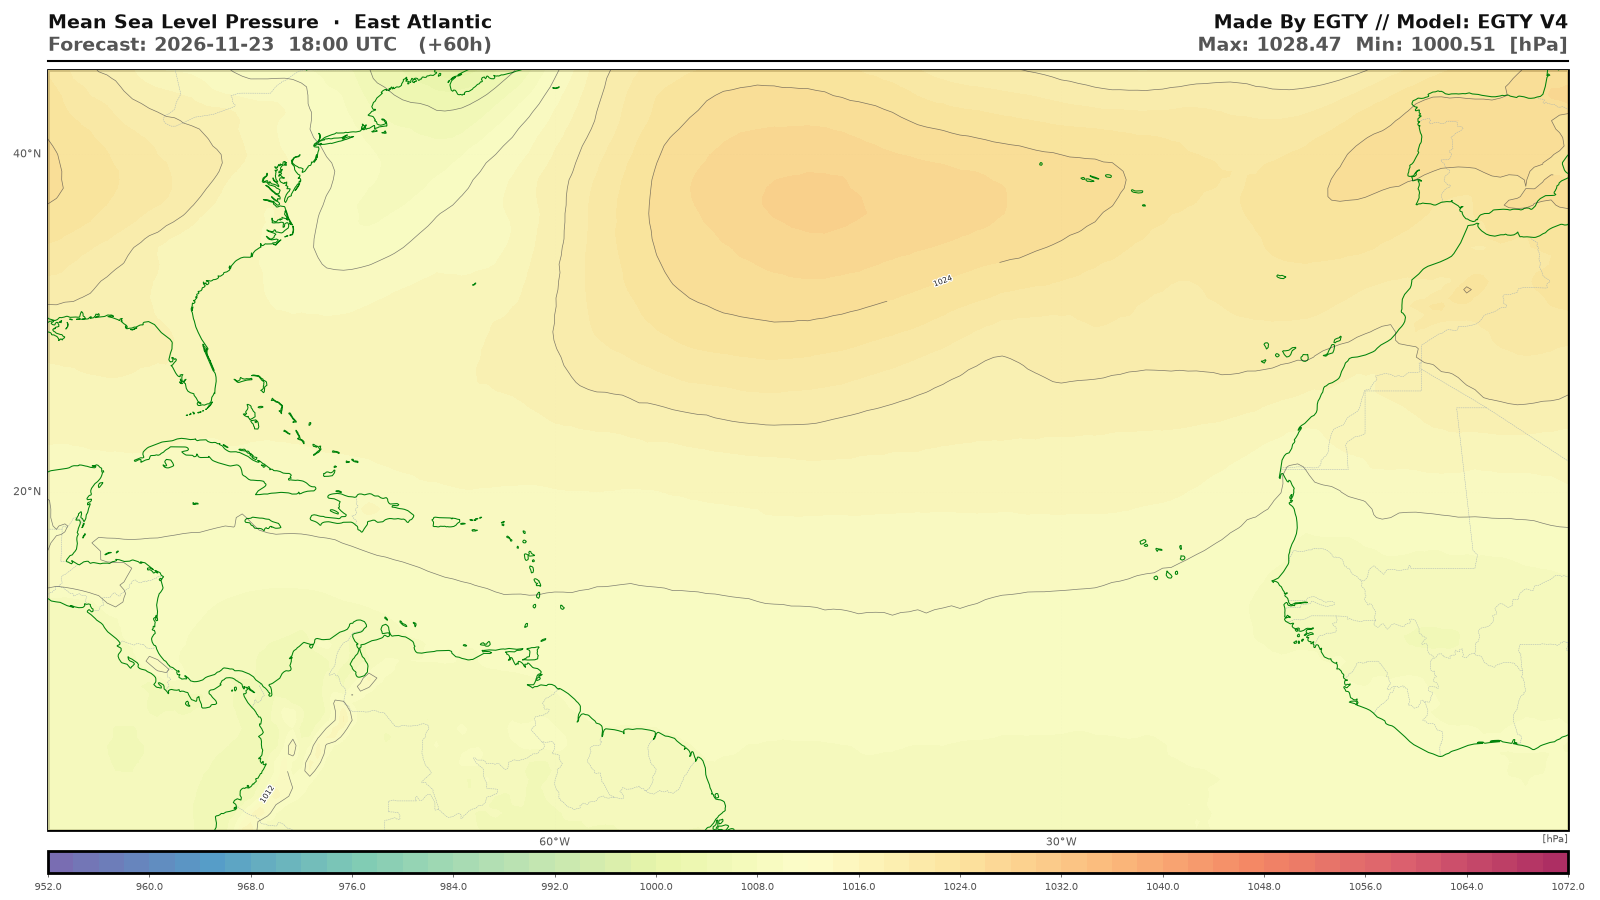 Mean Sea Level Pressure · East Atlantic
Made By EGTY // Model: EGTY V4
Forecast: 2026-11-23 18:00 UTC (+60h)
Max: 1028.47 Min: 1000.51 [hPa]
40°N
1024
20°N
1012
60°W
30°W
[hPa]
952.0 960.0 968.0 976.0 984.0 992.0 1000.0 1008.0 1016.0 1024.0 1032.0 1040.0 1048.0 1056.0 1064.0 1072.0